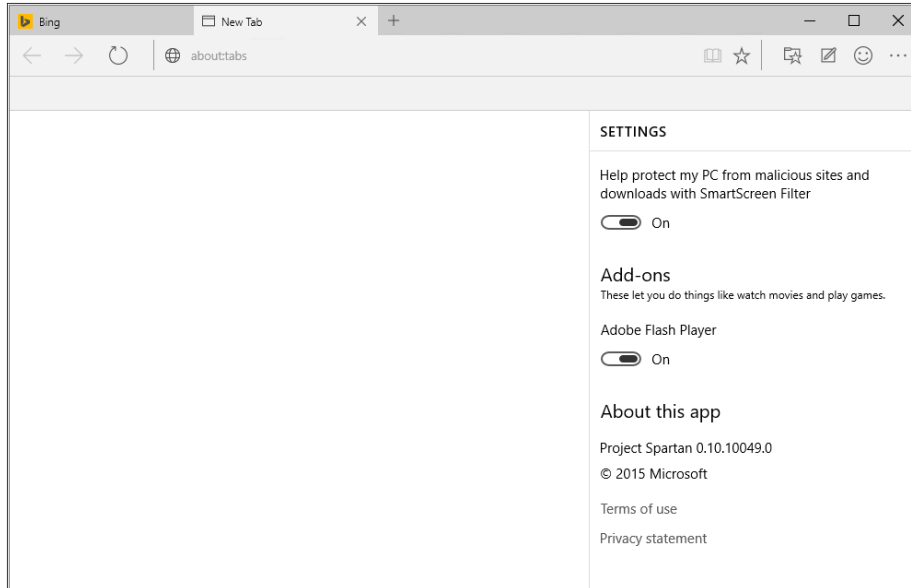 Bing
New Tab
about:tabs
SETTINGS
Help protect my PC from malicious sites and
downloads with SmartScreen Filter
On
Add-ons
These let you do things like watch movies and play games.
Adobe Flash Player
On
About this app
Project Spartan 0.10.10049.0
© 2015 Microsoft
Terms of use
Privacy statement